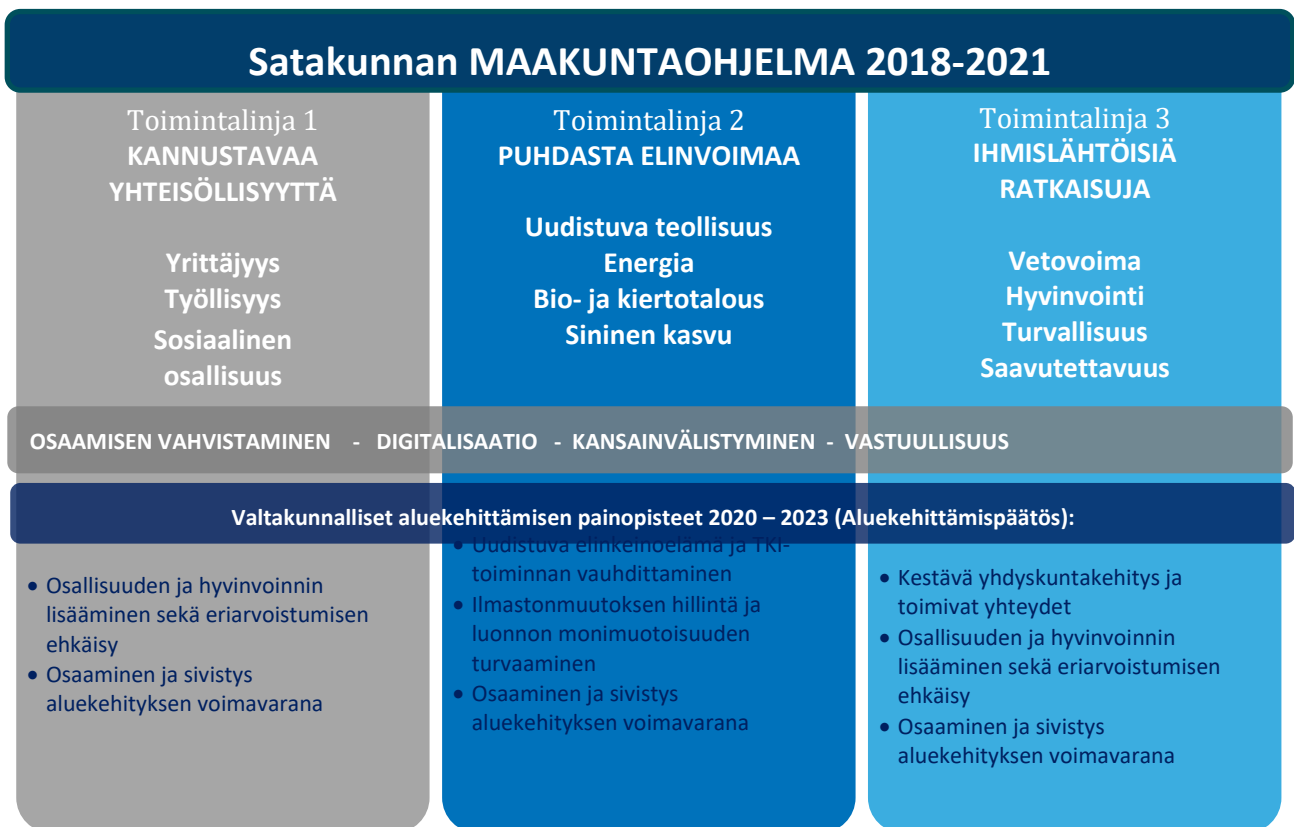 Satakunnan MAAKUNTAOHJELMA 2018-2021
Toimintalinja 1
KANNUSTAVAA
YHTEISÖLLISYYTTÄ
Yrittäjyys
Työllisyys
Sosiaalinen
osallisuus
Toimintalinja 2
PUHDASTA ELINVOIMAA
Uudistuva teollisuus
Energia
Bio- ja kiertotalous
Sininen kasvu
Toimintalinja 3
IHMISLÄHTÖISIÄ
RATKAISUJA
Vetovoima
Hyvinvointi
Turvallisuus
Saavutettavuus
OSAAMISEN VAHVISTAMINEN - DIGITALISAATIO - KANSAINVÄLISTYMINEN - VASTUULLISUUS
Valtakunnalliset aluekehittämisen painopisteet 2020 – 2023 (Aluekehittämispäätös):
• Osallisuuden ja hyvinvoinnin
lisääminen sekä eriarvoistumisen
ehkäisy
• Osaaminen ja sivistys
aluekehityksen voimavarana
• Uudistuva elinkeinoelämä ja TKI-
toiminnan vauhdittaminen
• Ilmastonmuutoksen hillintä ja
luonnon monimuotoisuuden
turvaaminen
• Osaaminen ja sivistys
aluekehityksen voimavarana
• Kestävä yhdyskuntakehitys ja
toimivat yhteydet
• Osallisuuden ja hyvinvoinnin
lisääminen sekä eriarvoistumisen
ehkäisy
• Osaaminen ja sivistys
aluekehityksen voimavarana